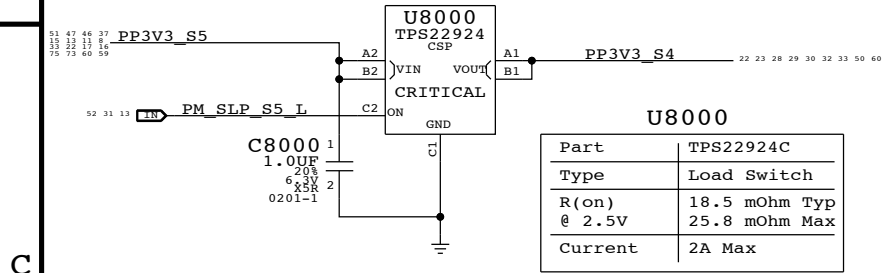 51 47 46 37
15 13 11 8
33 22 17 16
75 73 60 59
PP3V3_S5
U8000
TPS22924
CSP
A2
A1
PP3V3_S4
22 23 28 29 30 32 33 50 60
B2
VIN
VOUT
B1
CRITICAL
52 31 13
IN
PM_SLP_S5_L
C2
ON
GND
C1
C8000
1
1.0UF
20%
6.3V
X5R
2
0201-1
U8000
Part TPS22924C
Type Load Switch
R(on) 18.5 mOhm Typ
@ 2.5V 25.8 mOhm Max
Current 2A Max
C